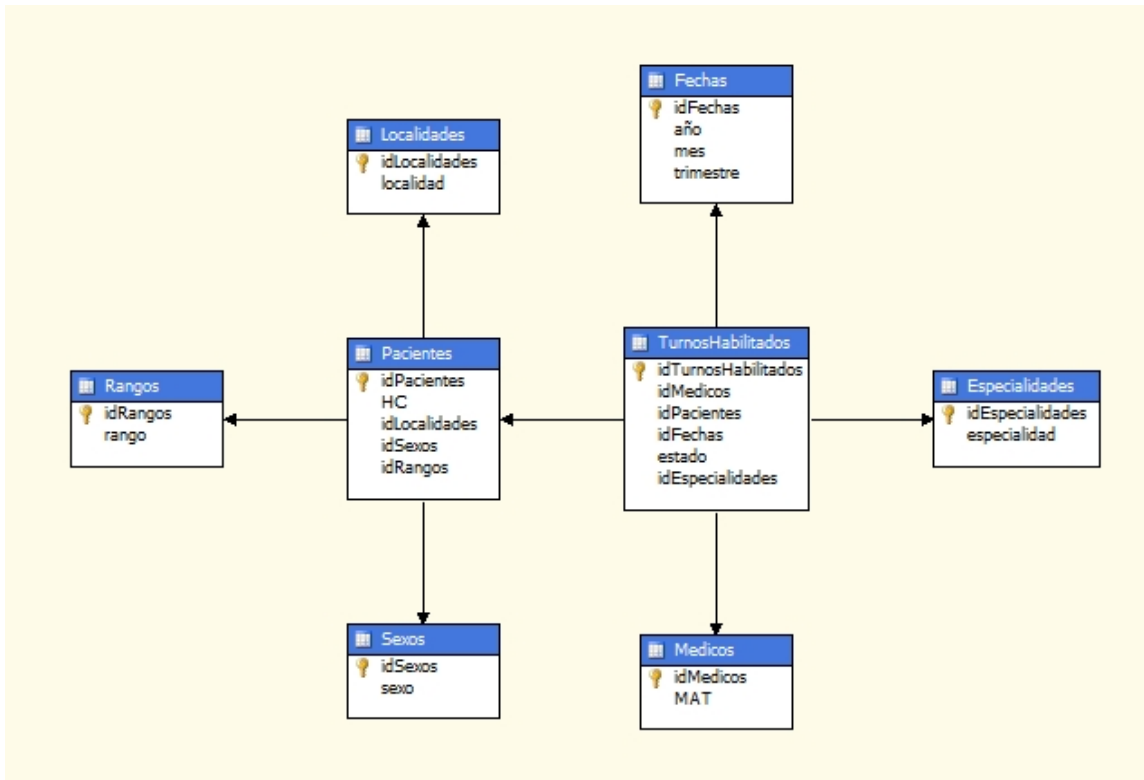 Fechas
idFechas
año
mes
trimestre
Localidades
idLocalidades
localidad
Rangos
idRangos
rango
Pacientes
idPacientes
HC
idLocalidades
idSexos
idRangos
TurnosHabilitados
idTurnosHabilitados
idMedicos
idPacientes
idFechas
estado
idEspecialidades
Especialidades
idEspecialidades
especialidad
Sexos
idSexos
sexo
Medicos
idMedicos
MAT